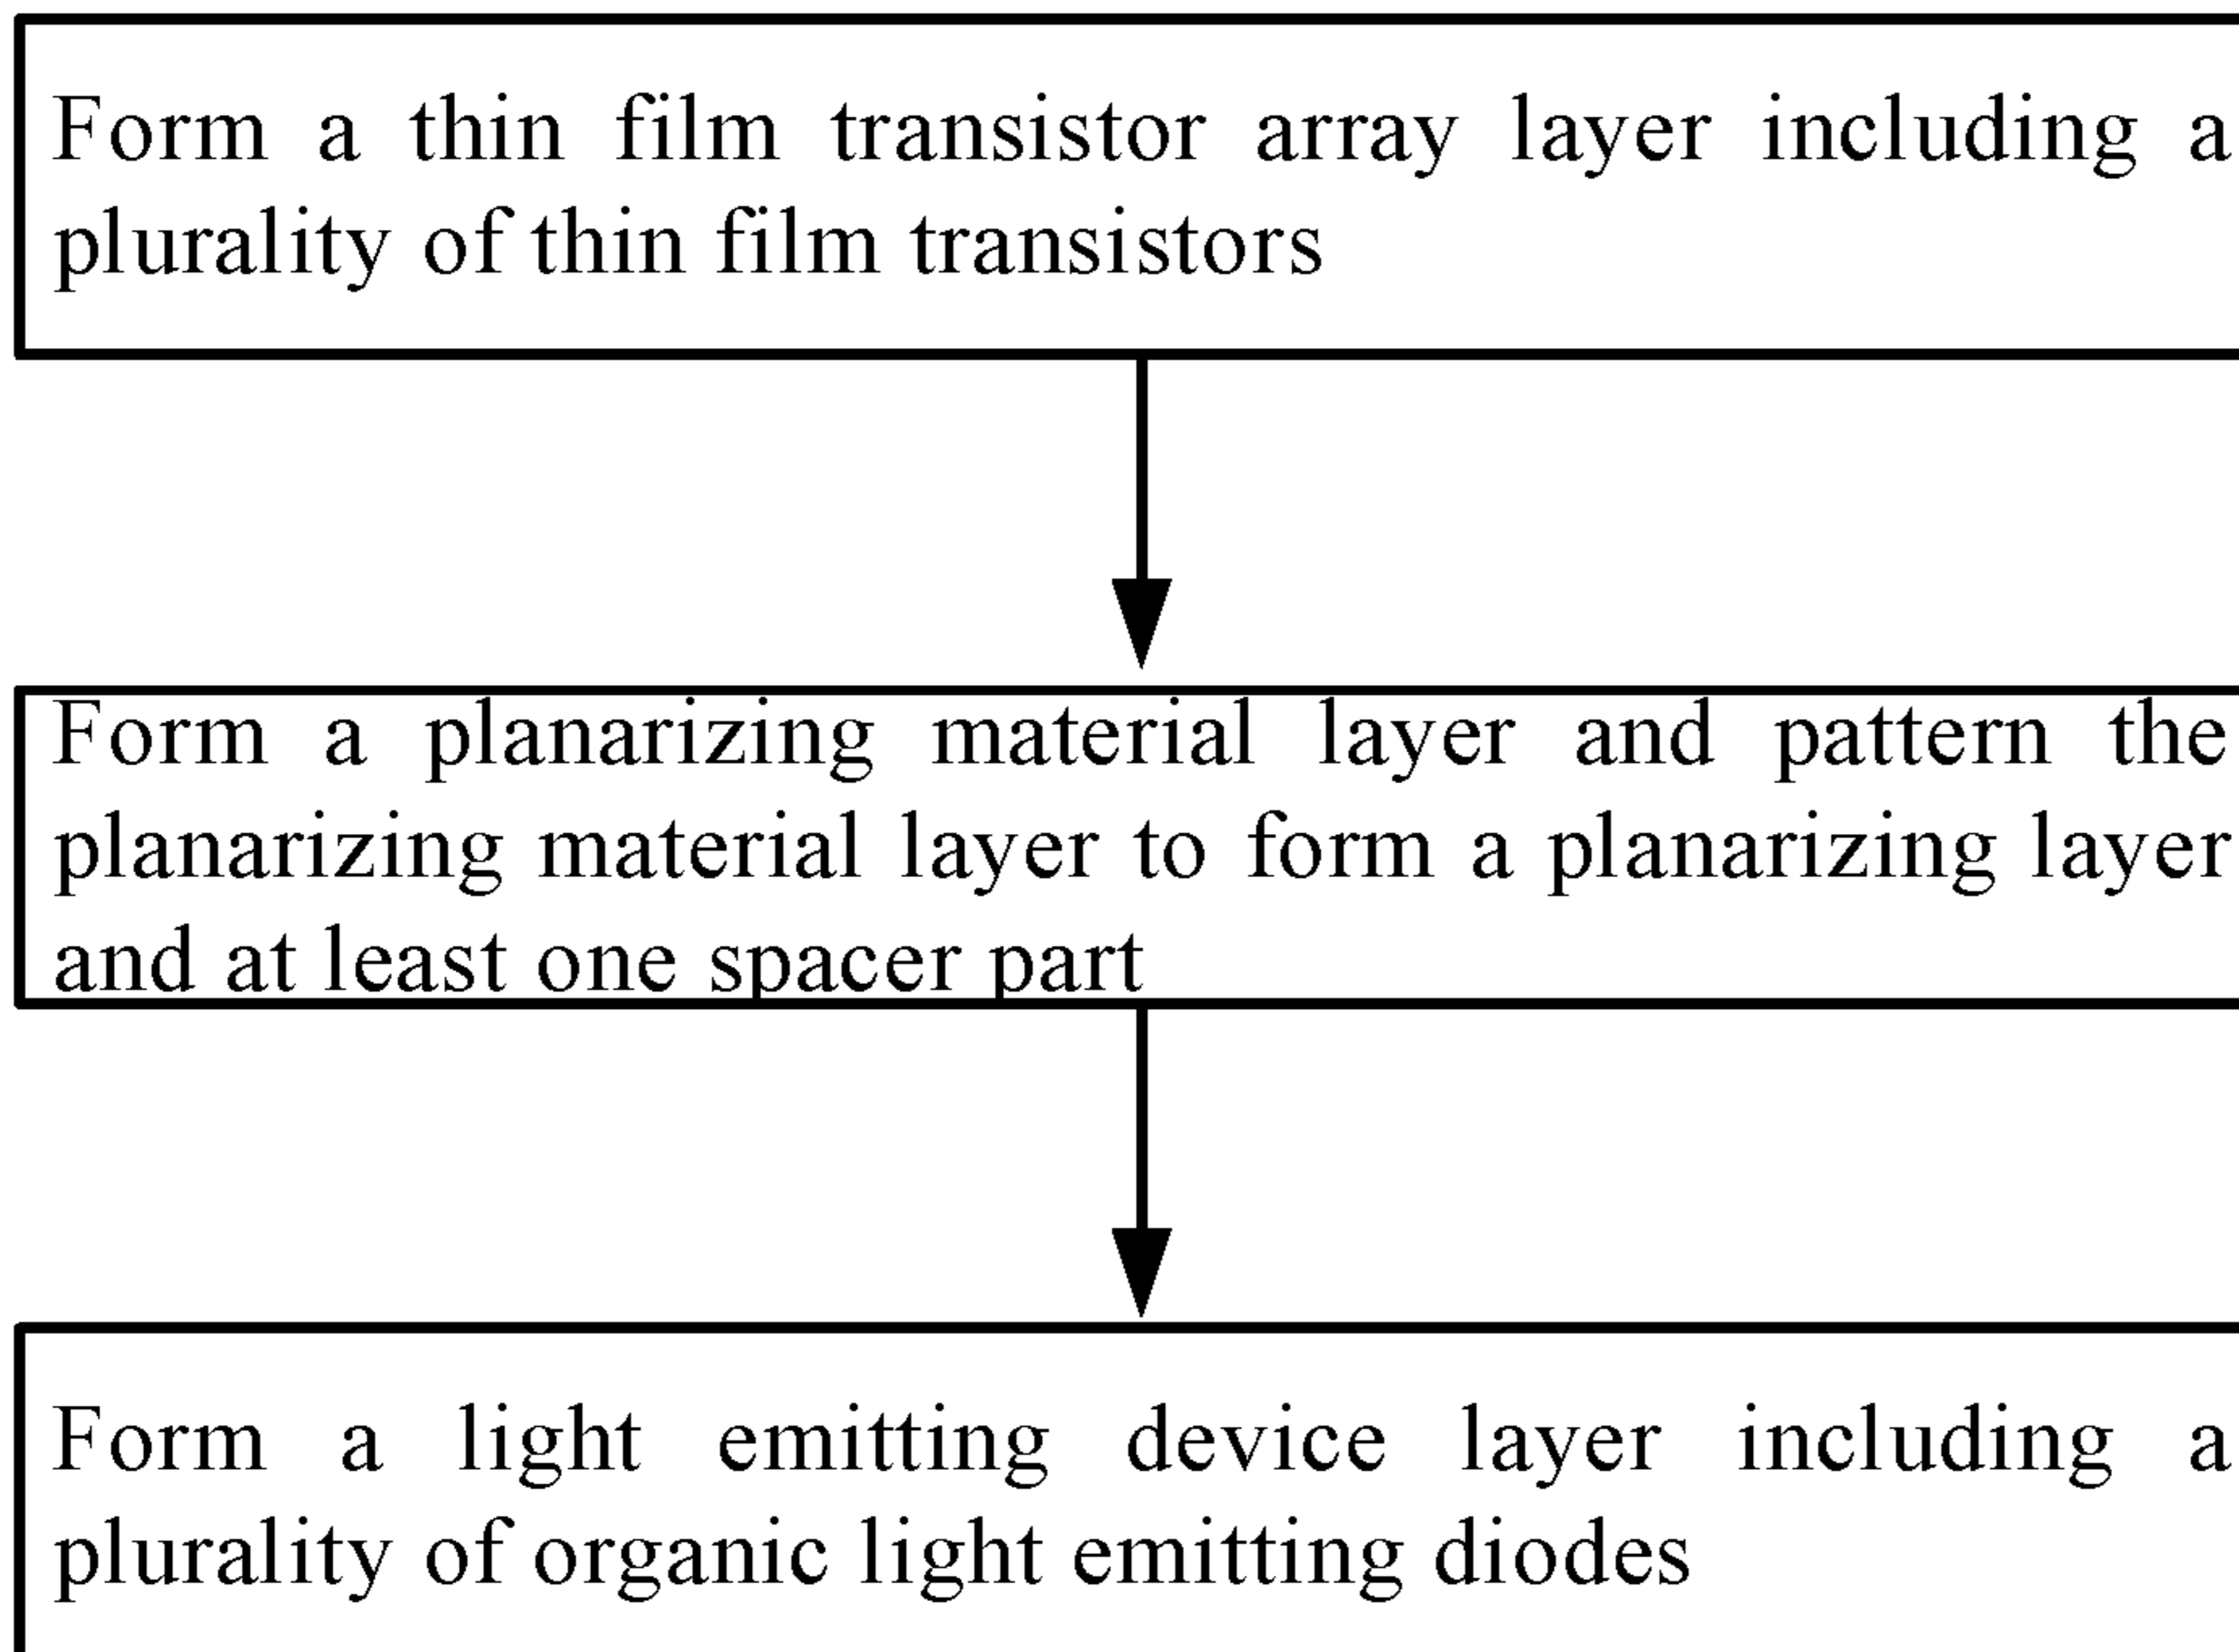 Form a thin film transistor array layer including a
plurality of thin film transistors
Form a planarizing material layer and pattern the
planarizing material layer to form a planarizing layer
and at least one spacer part
Form a light emitting device layer including a
plurality of organic light emitting diodes